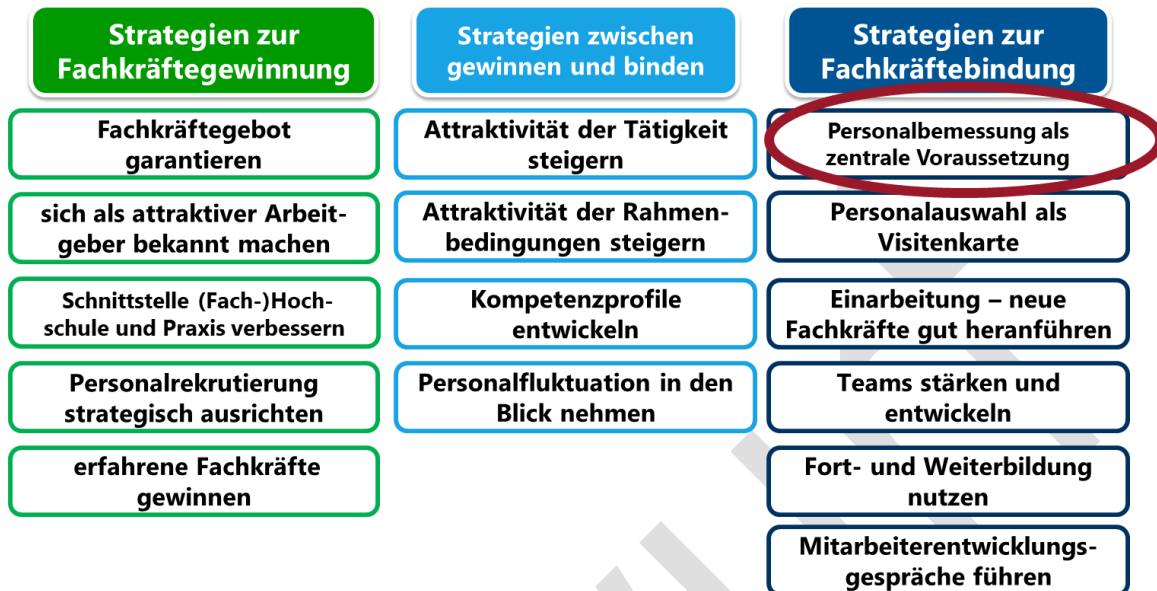 Strategien zur
Fachkräftegewinnung
Fachkräftegebot
garantieren
sich als attraktiver Arbeit-
geber bekannt machen
Schnittstelle (Fach-)Hoch-
schule und Praxis verbessern
Personalrekrutierung
strategisch ausrichten
erfahrene Fachkräfte
gewinnen
Strategien zwischen
gewinnen und binden
Attraktivität der Tätigkeit
steigern
Attraktivität der Rahmen-
bedingungen steigern
Kompetenzprofile
entwickeln
Personalfluktuation in den
Blick nehmen
Strategien zur
Fachkräftebindung
Personalbemessung als
zentrale Voraussetzung
Personalauswahl als
Visitenkarte
Einarbeitung – neue
Fachkräfte gut heranführen
Teams stärken und
entwickeln
Fort- und Weiterbildung
nutzen
Mitarbeiterentwicklungs-
gespräche führen